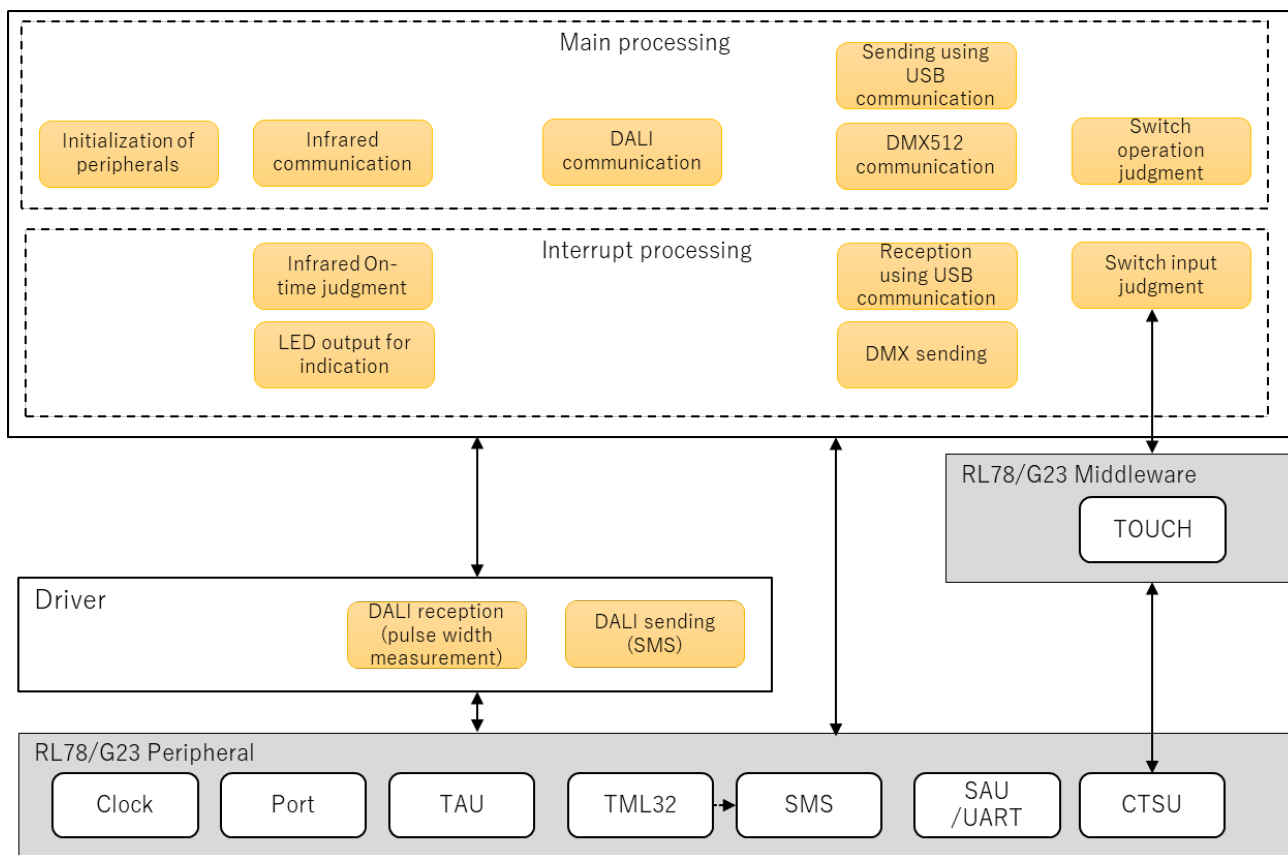 Main processing
Sending using
USB
communication
Initialization of
peripherals
Infrared
communication
DALI
communication
DMX512
communication
Switch
operation
judgment
Interrupt processing
Infrared On-
time judgment
Reception
using USB
communication
Switch input
judgment
LED output for
indication
DMX sending
RL78/G23 Middleware
TOUCH
Driver
DALI reception
(pulse width
measurement)
DALI sending
(SMS)
RL78/G23 Peripheral
Clock
Port
TAU
TML32
SMS
SAU
/UART
CTSU